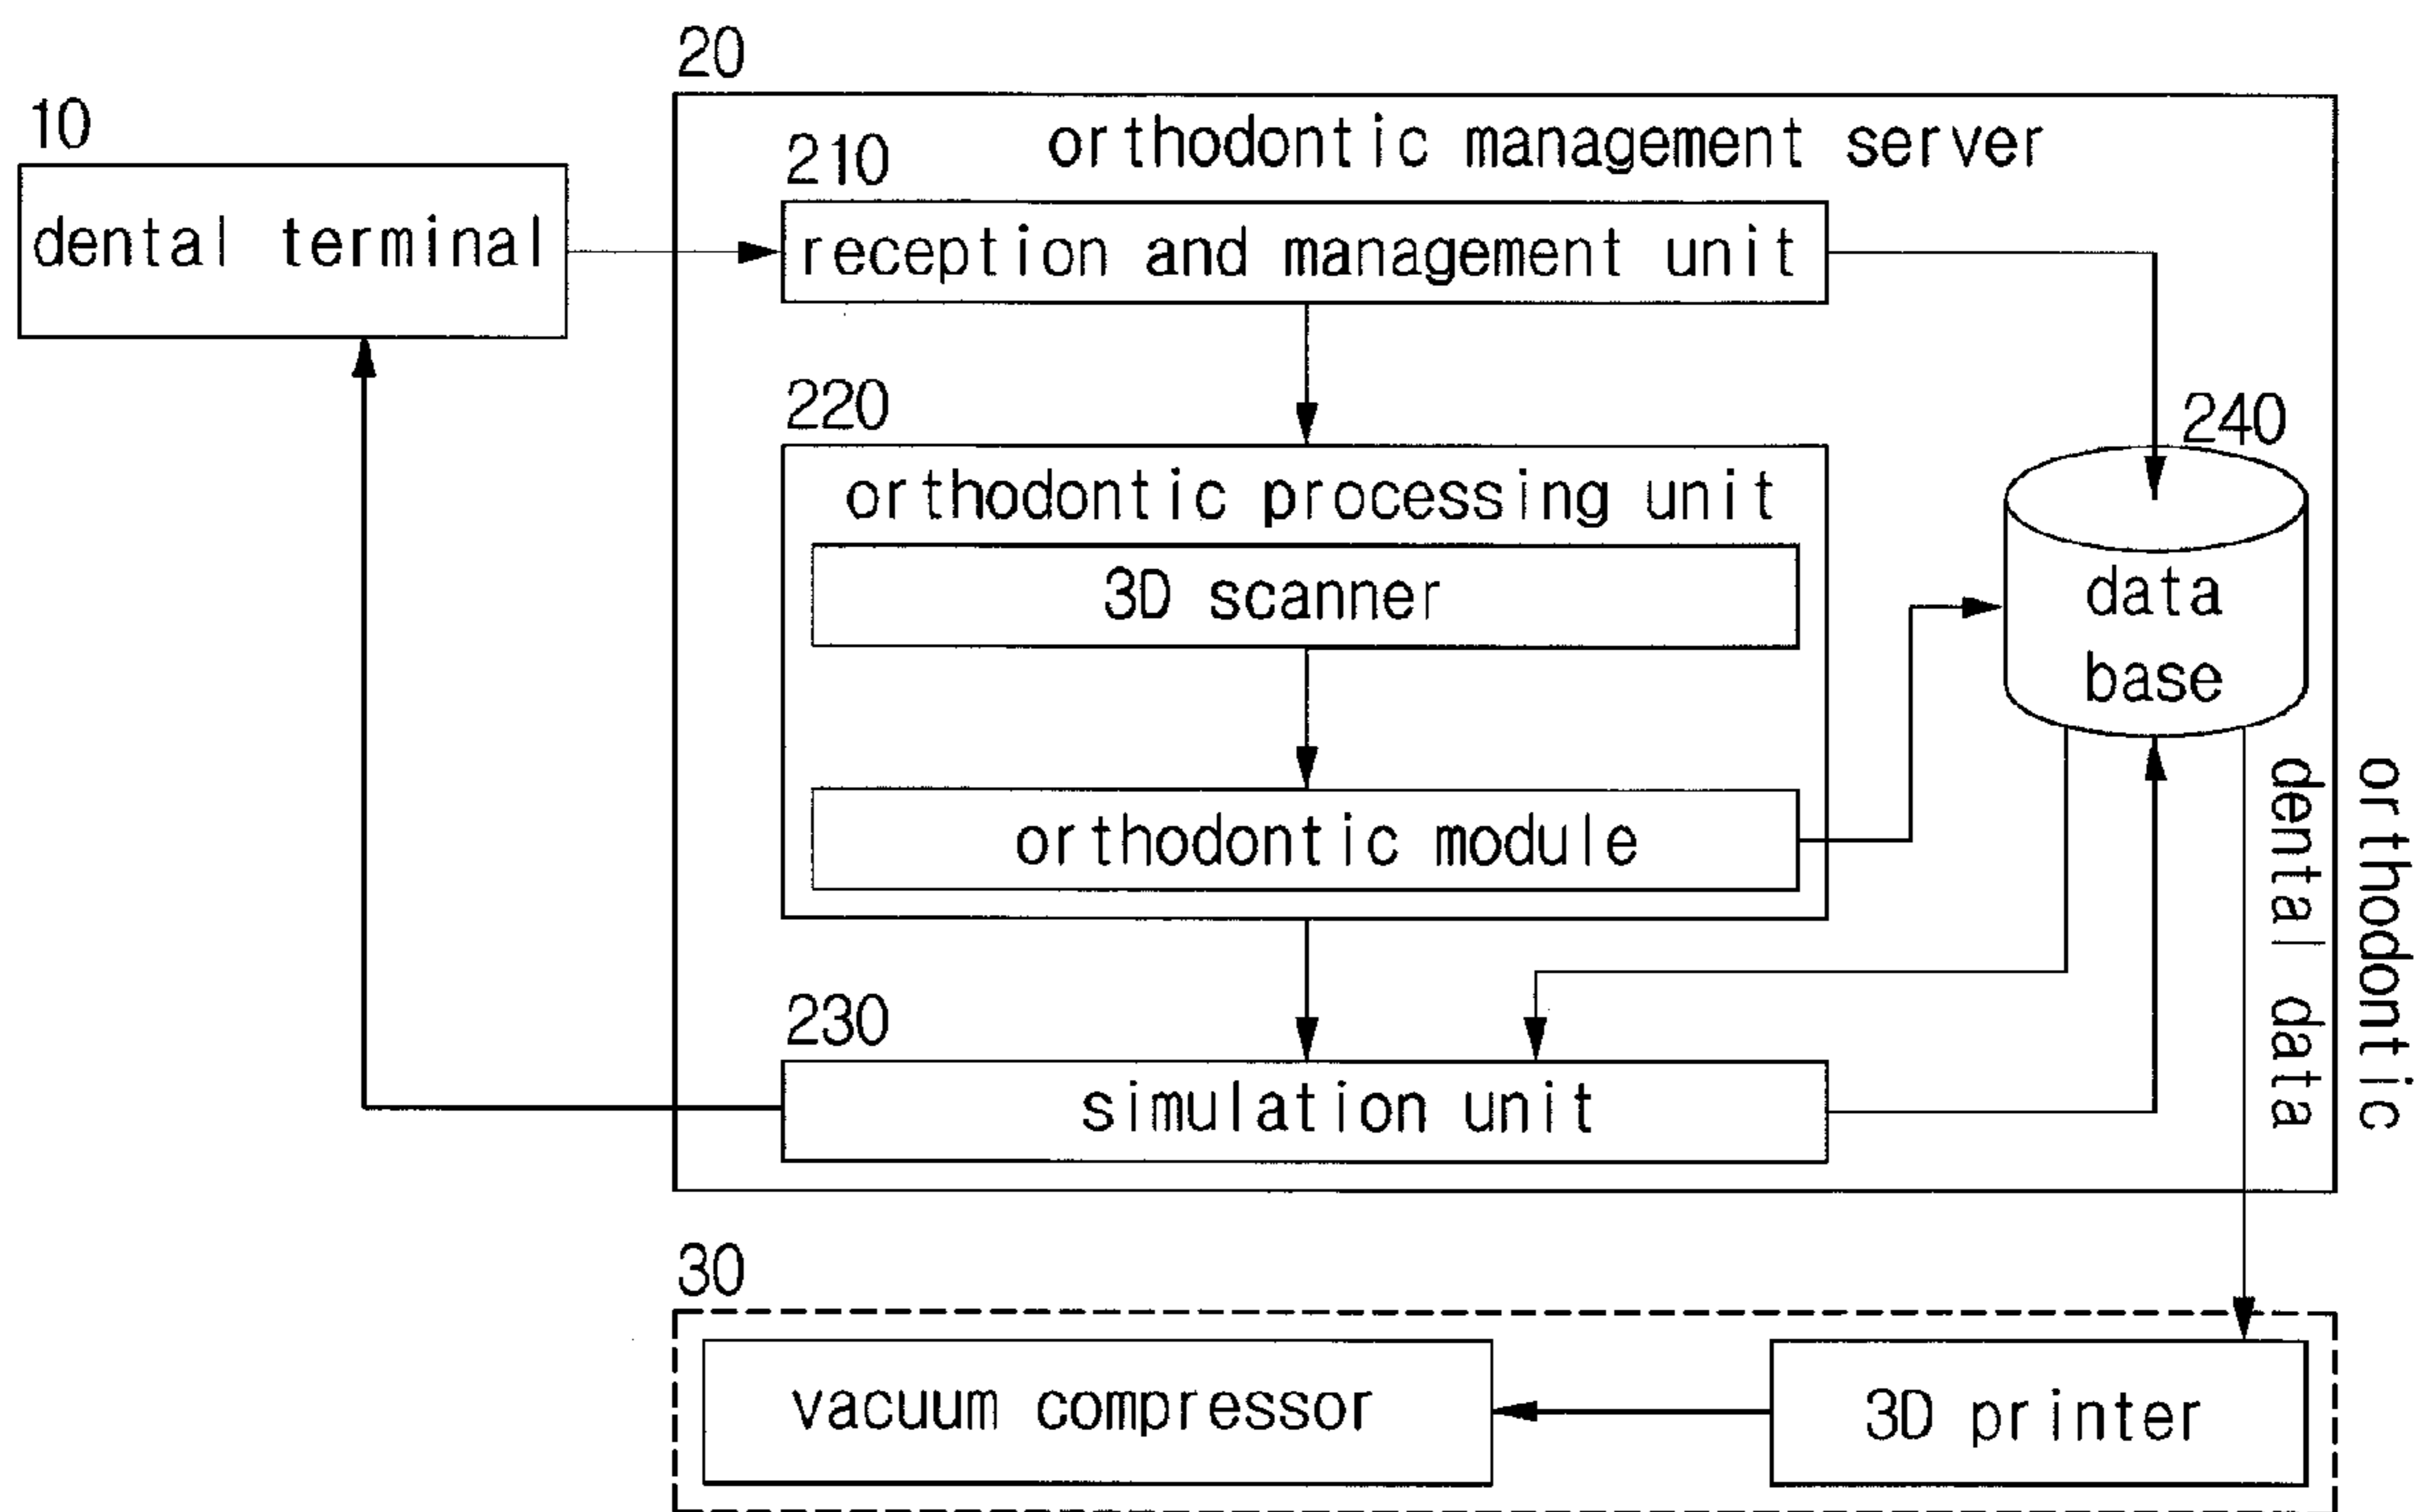 20
10
orthodontic management server
210
dental terminal
reception and management unit
220
240
orthodontic processing unit
3D scanner
data
base
orthodontic module
orthodontic
dental data
230
simulation unit
30
vacuum compressor
3D printer